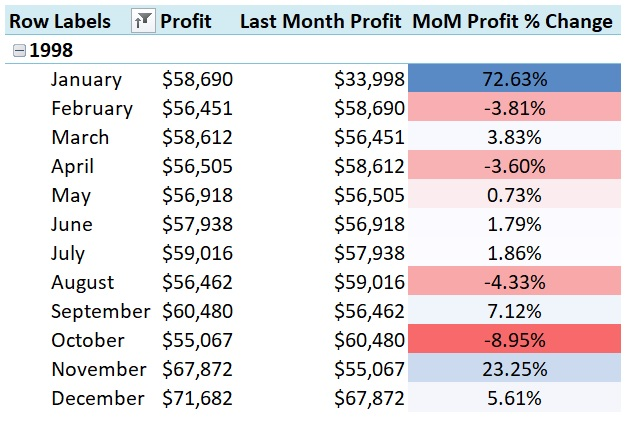 Row Labels Profit Last Month Profit MoM Profit % Change
1998
January $58,690 $33,998 72.63%
February $56,451 $58,690 -3.81%
March $58,612 $56,451 3.83%
April $56,505 $58,612 -3.60%
May $56,918 $56,505 0.73%
June $57,938 $56,918 1.79%
July $59,016 $57,938 1.86%
August $56,462 $59,016 -4.33%
September $60,480 $56,462 7.12%
October $55,067 $60,480 -8.95%
November $67,872 $55,067 23.25%
December $71,682 $67,872 5.61%